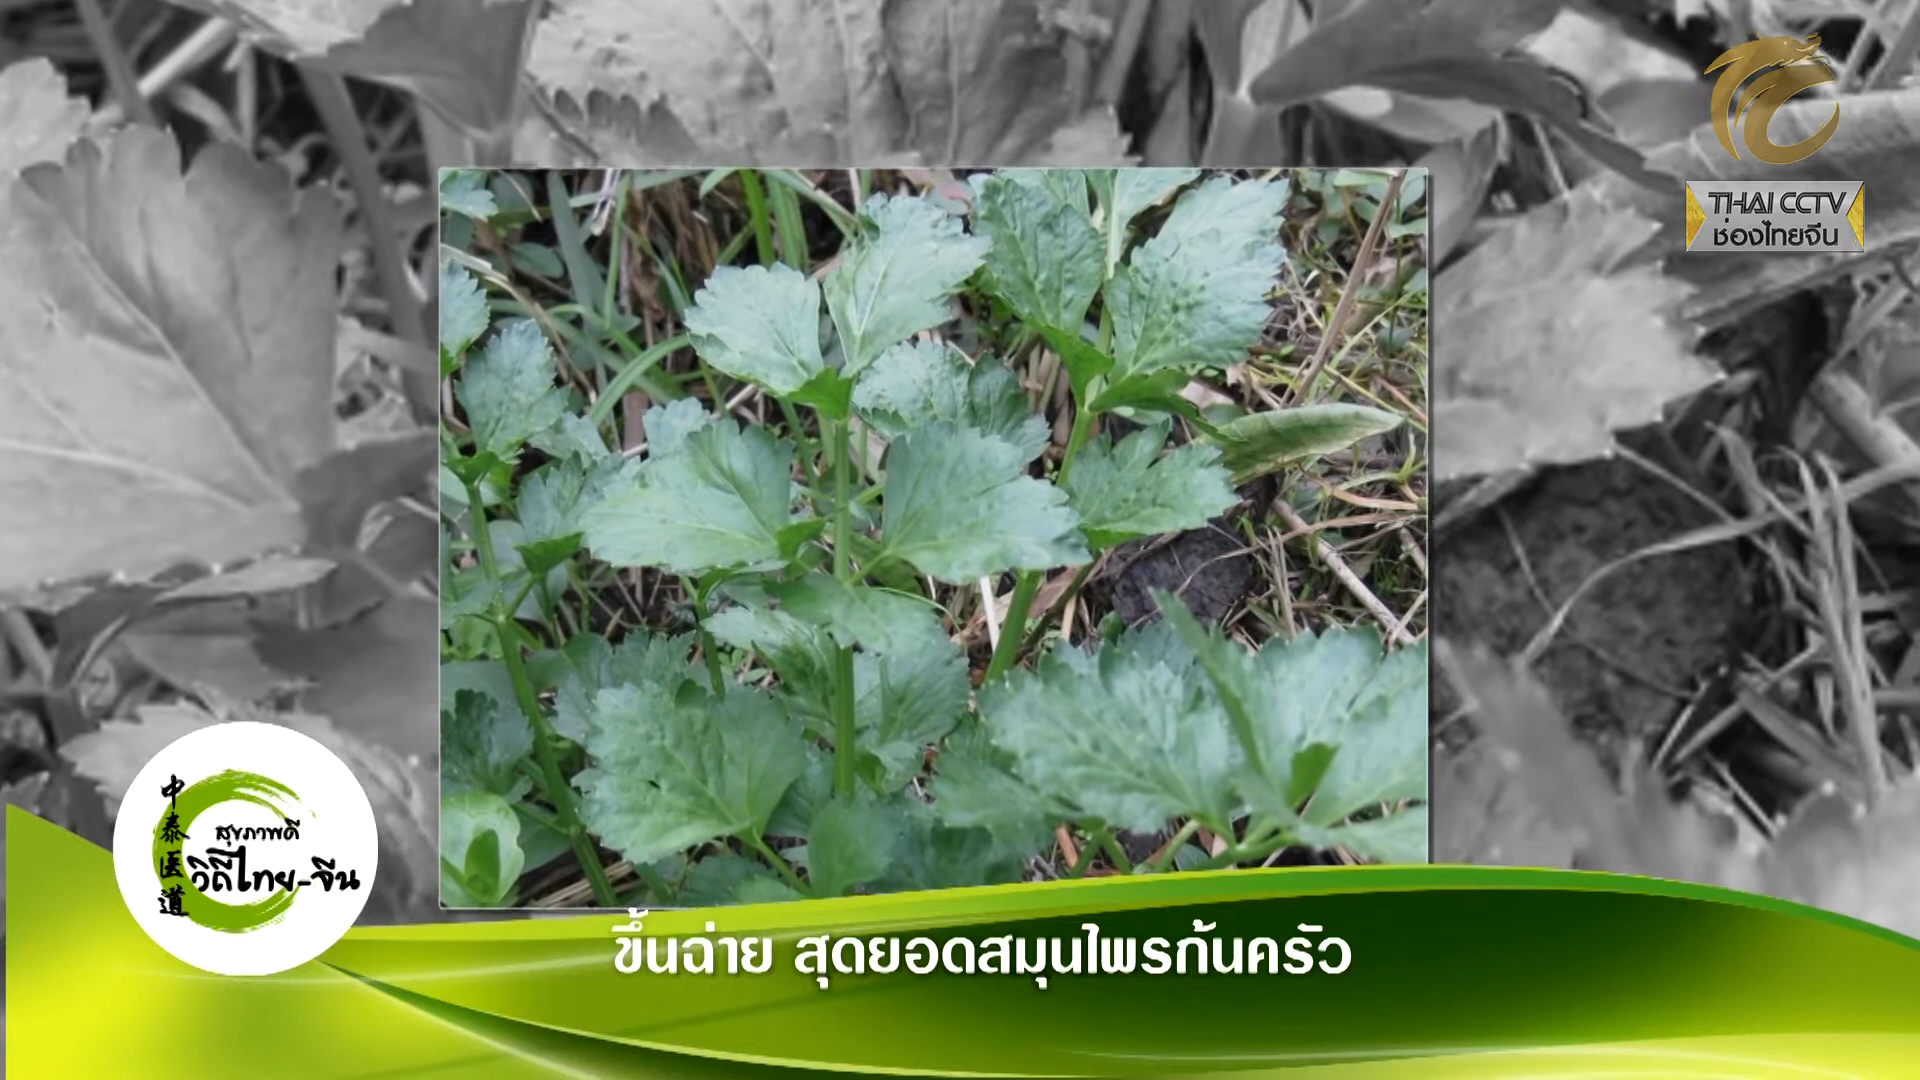 THAI CCTV
ช่องไทยจีน
中泰医道
สุขภาพดี
วิถีไทย-จีน
ขึ้นฉ่าย สุดยอดสมุนไพรก้นครัว